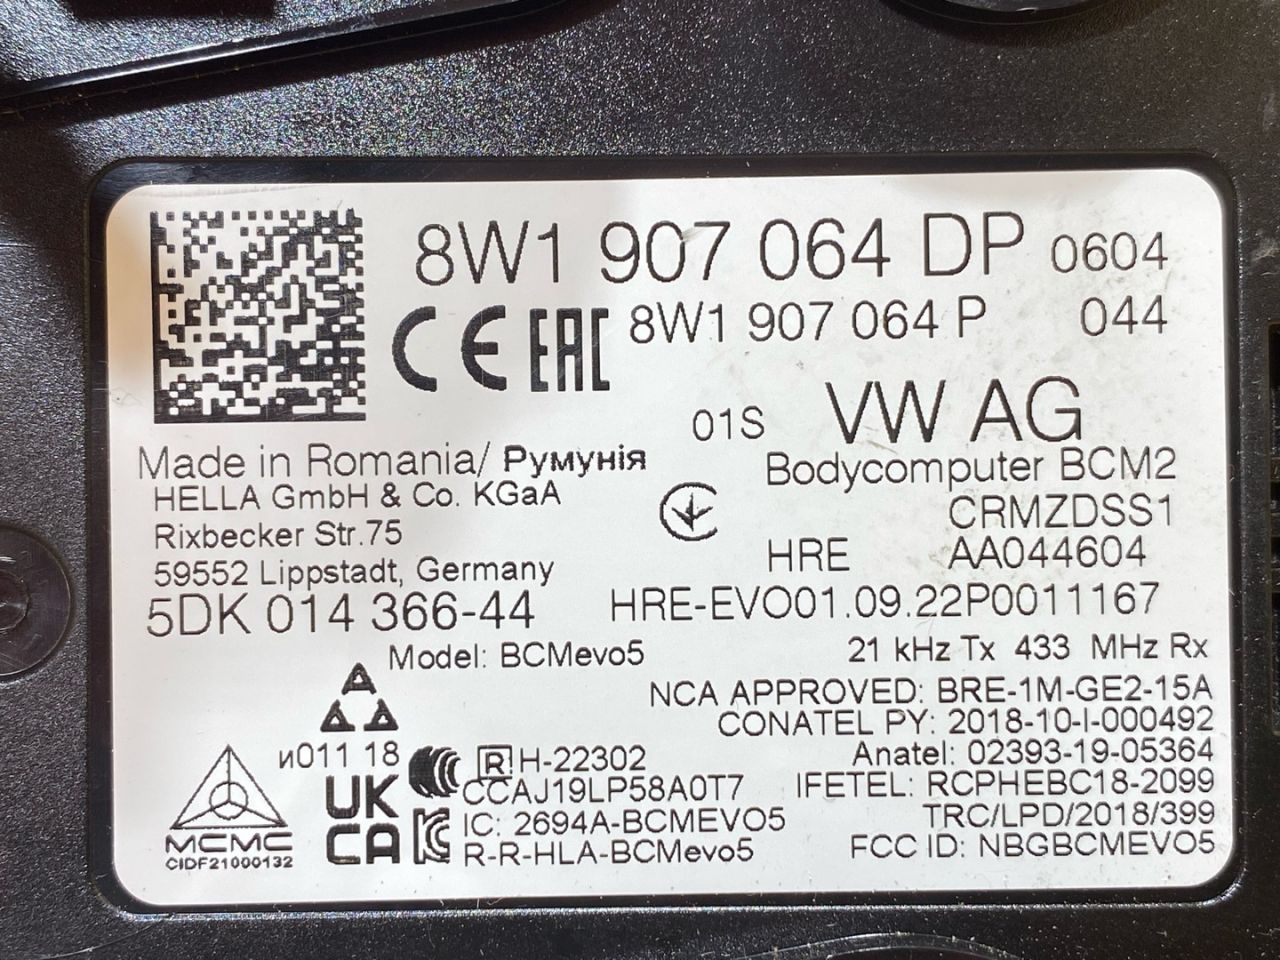 8W1 907 064 DP 0604
CE EAC 8W1 907 064 P 044
01S VW AG
Made in Romania/ Румунія
Bodycomputer BCM2
HELLA GmbH & Co. KGaA
CRMZDSS1
Rixbecker Str.75
HRE AA044604
59552 Lippstadt, Germany
5DK 014 366-44
HRE-EVO01.09.22P0011167
Model: BCMevo5
21 kHz Tx 433 MHz Rx
NCA APPROVED: BRE-1M-GE2-15A
CONATEL PY: 2018-10-I-000492
и011 18
R H-22302
Anatel: 02393-19-05364
CCAJ19LP58A0T7
IFETEL: RCPHEBC18-2099
UK
CA
IC: 2694A-BCMEVO5
TRC/LPD/2018/399
MCMC
R-R-HLA-BCMevo5
FCC ID: NBGBCMEVO5
CIDF21000132